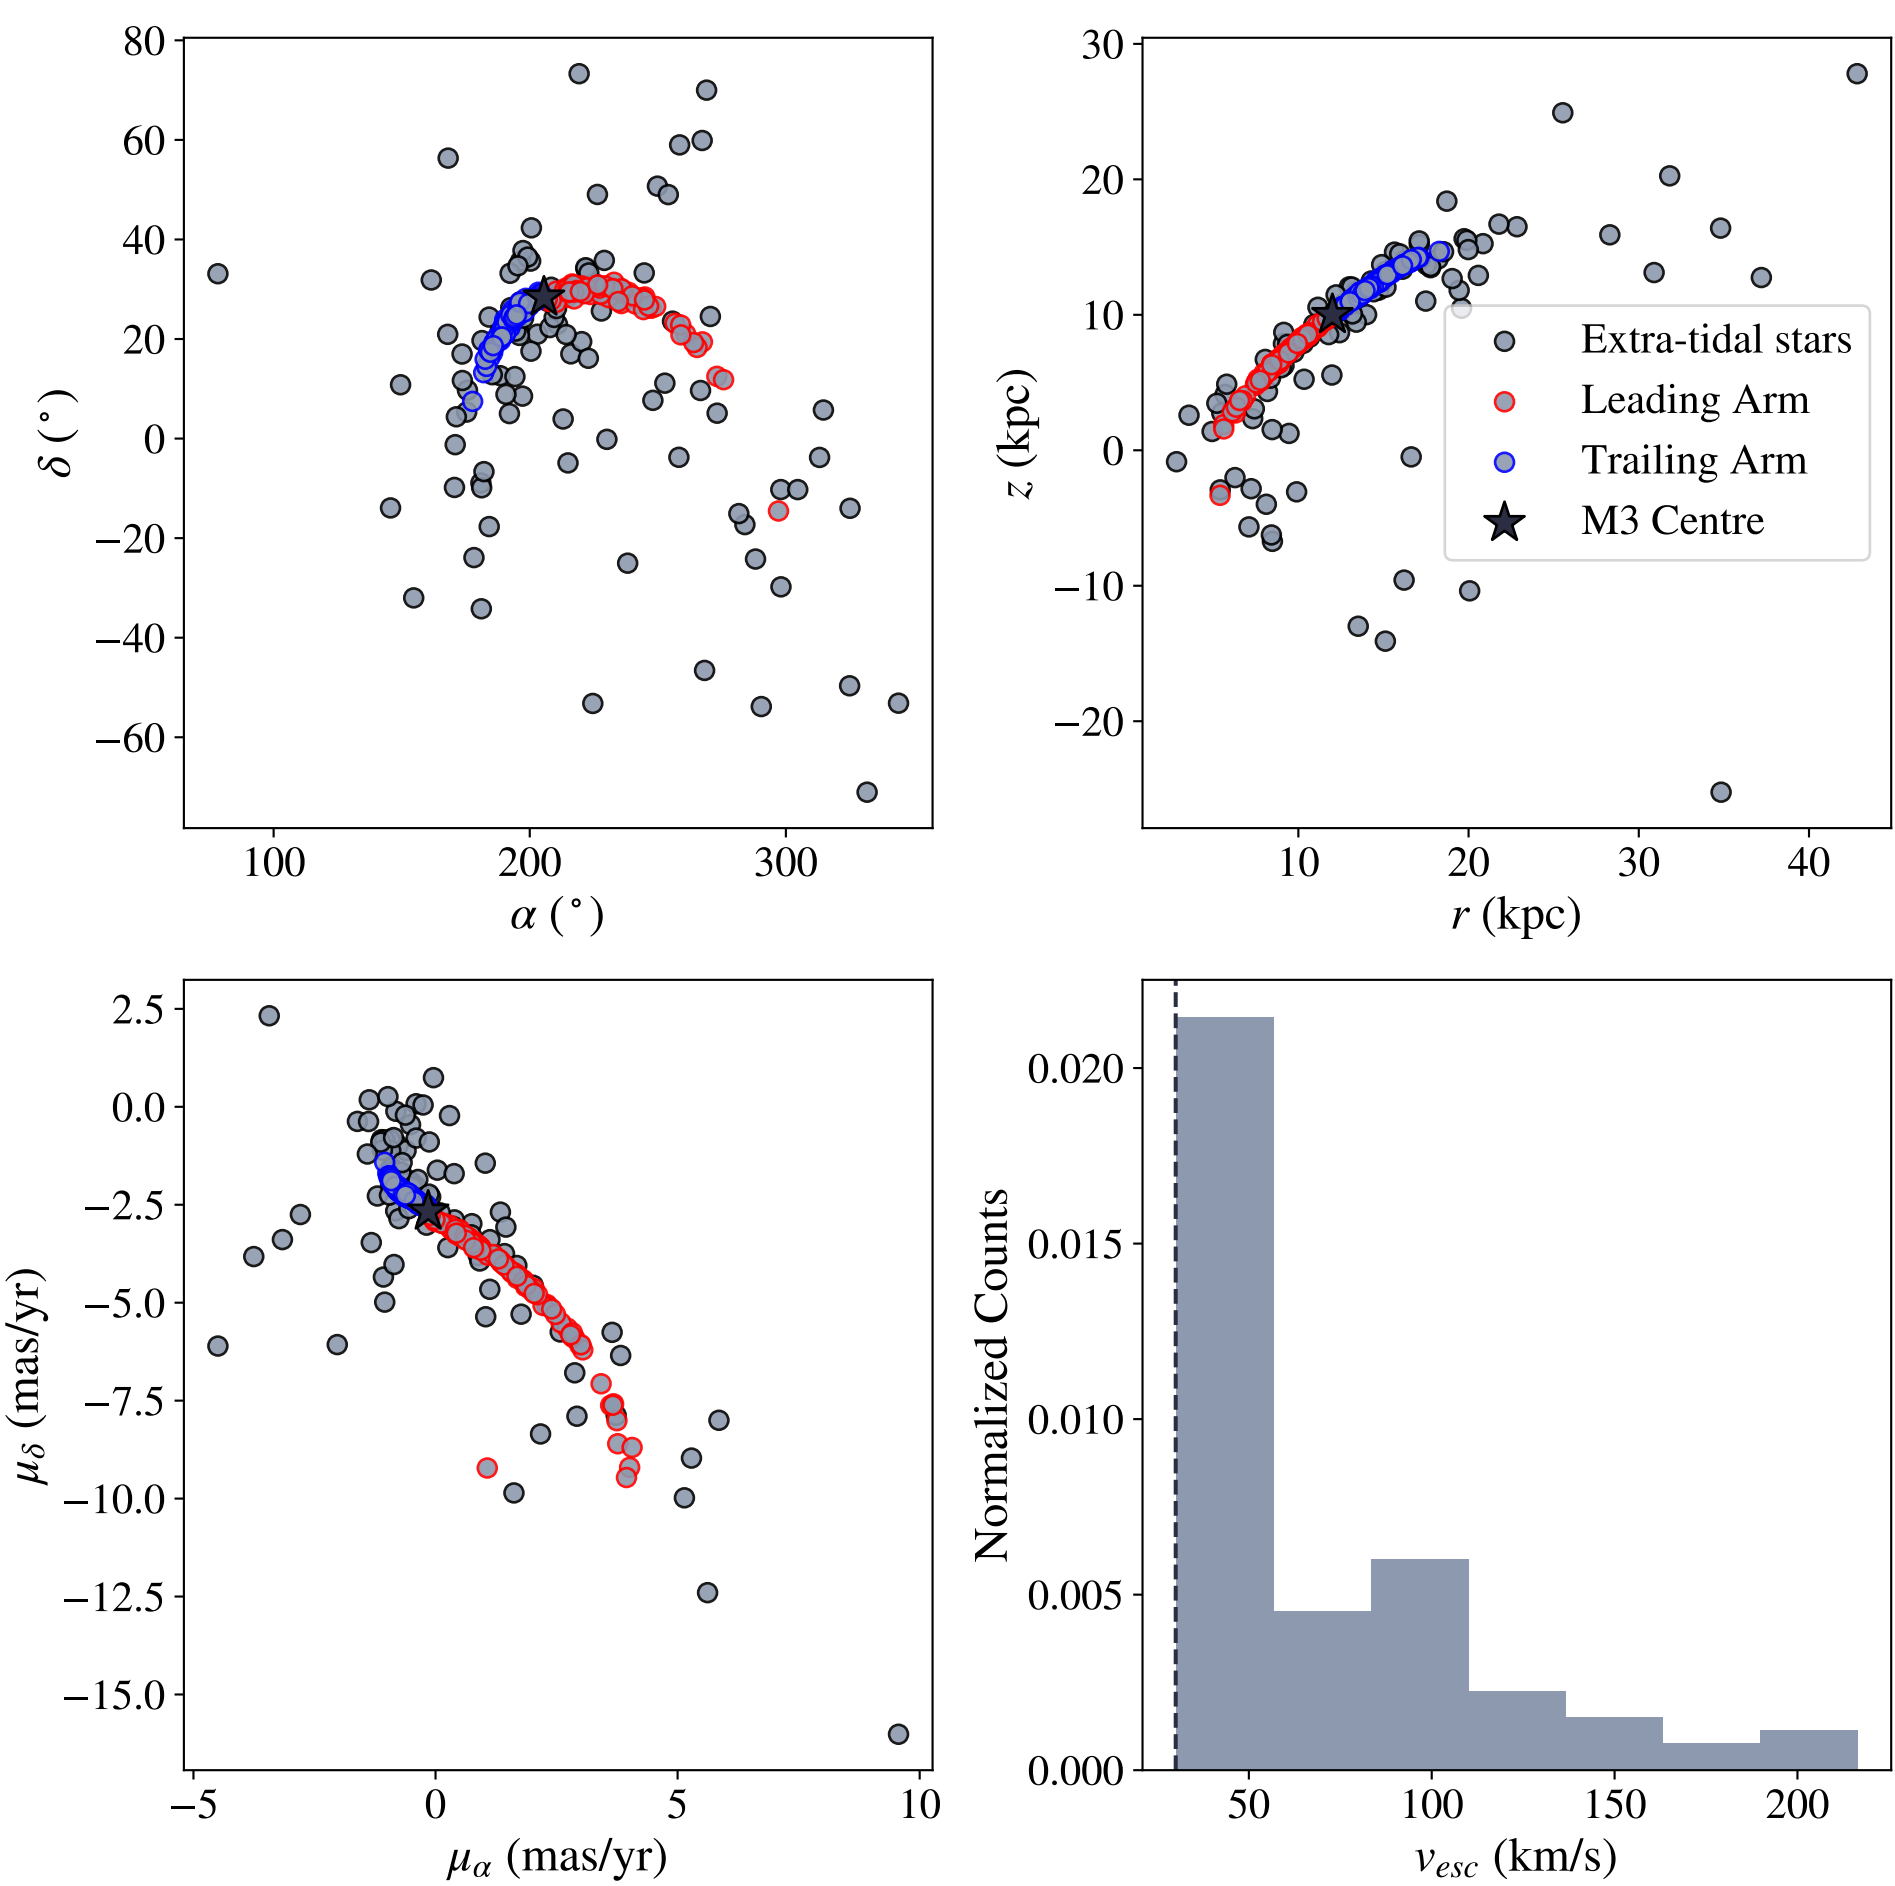 80
60
40
20
0
−20
−40
−60
δ (°)
100 200 300
α (°)
30
20
10
0
−10
−20
z (kpc)
10 20 30 40
r (kpc)
Extra-tidal stars
Leading Arm
Trailing Arm
M3 Centre
2.5
0.0
−2.5
−5.0
−7.5
−10.0
−12.5
−15.0
μδ (mas/yr)
−5 0 5 10
μα (mas/yr)
0.020
0.015
0.010
0.005
0.000
Normalized Counts
50 100 150 200
vesc (km/s)